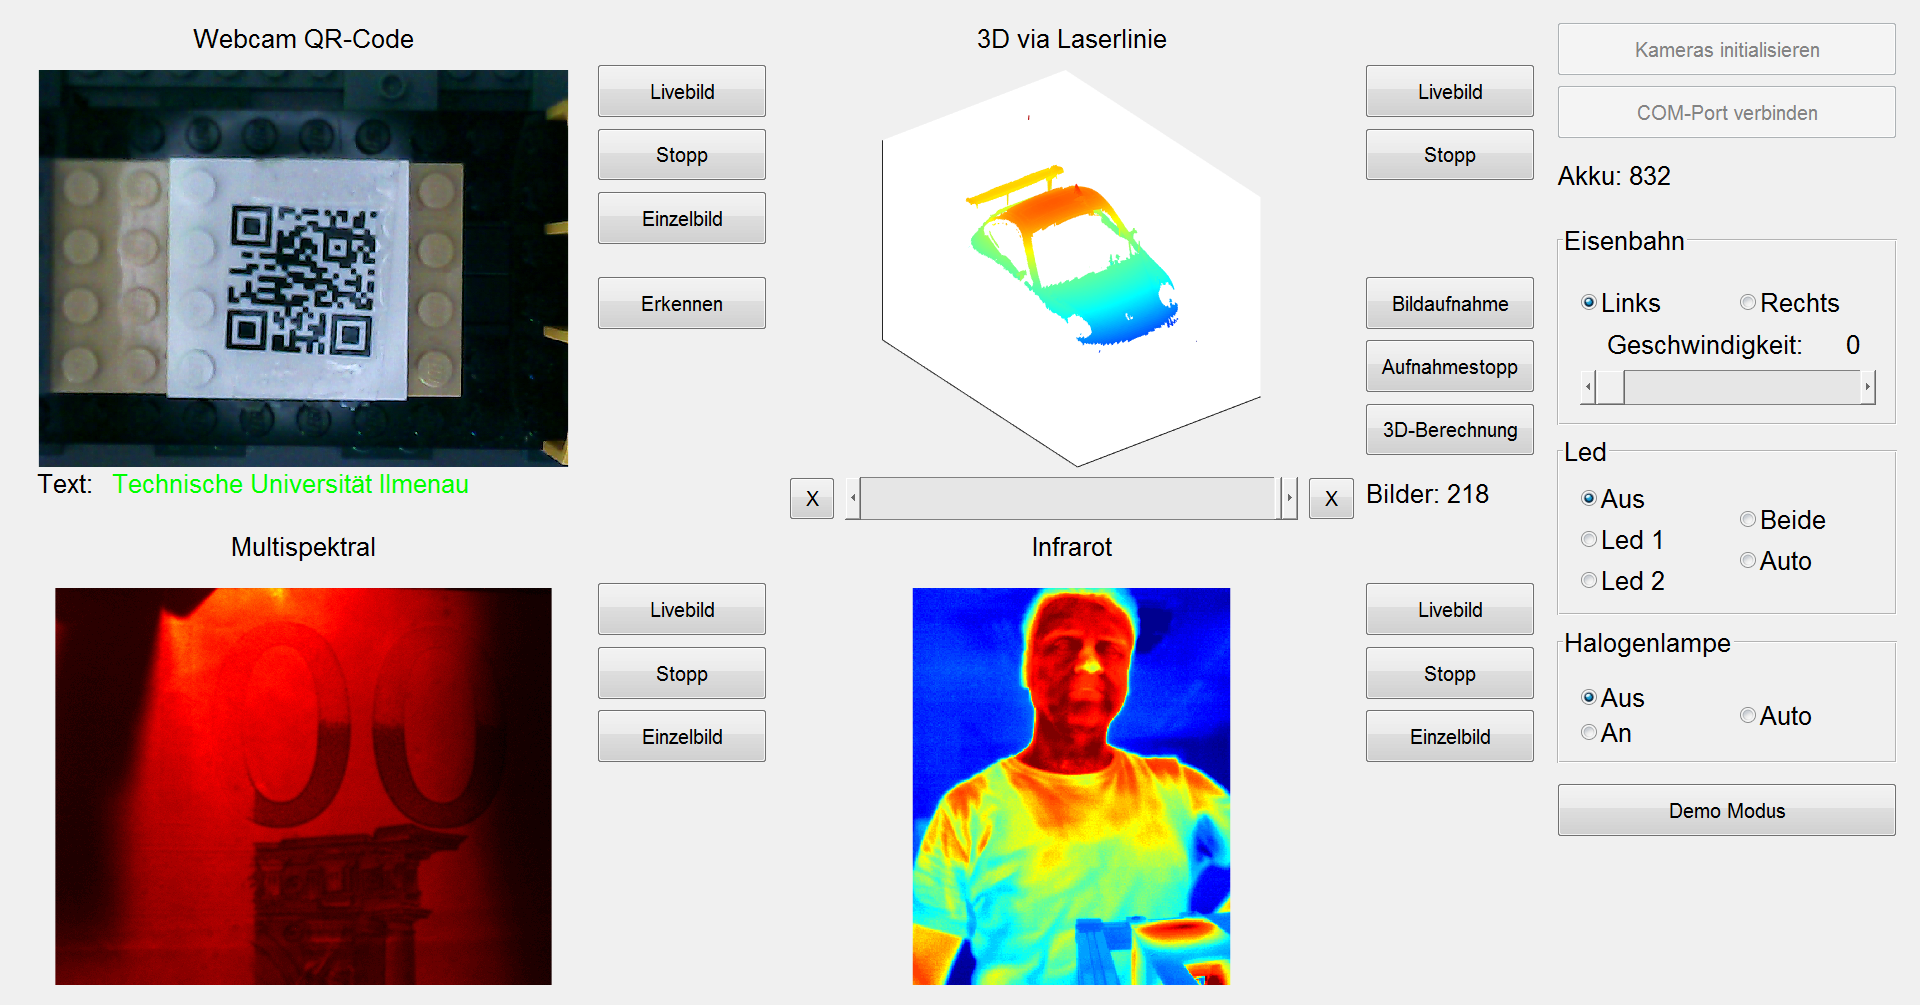 Webcam QR-Code
Livebild
Stopp
Einzelbild
Erkennen
Text: Technische Universität Ilmenau
3D via Laserlinie
Livebild
Stopp
Bildaufnahme
Aufnahmestopp
3D-Berechnung
X
X
Bilder: 218
Multispektral
00
Livebild
Stopp
Einzelbild
Infrarot
Livebild
Stopp
Einzelbild
Kameras initialisieren
COM-Port verbinden
Akku: 832
Eisenbahn
Links Rechts
Geschwindigkeit: 0
Led
Aus
Beide
Led 1
Auto
Led 2
Halogenlampe
Aus
Auto
An
Demo Modus